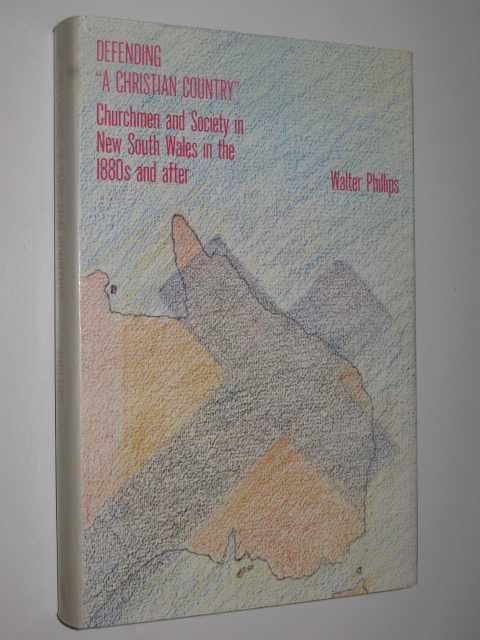 DEFENDING
"A CHRISTIAN COUNTRY"
Churchmen and Society in
New South Wales in the
1880s and after
Walter Phillips